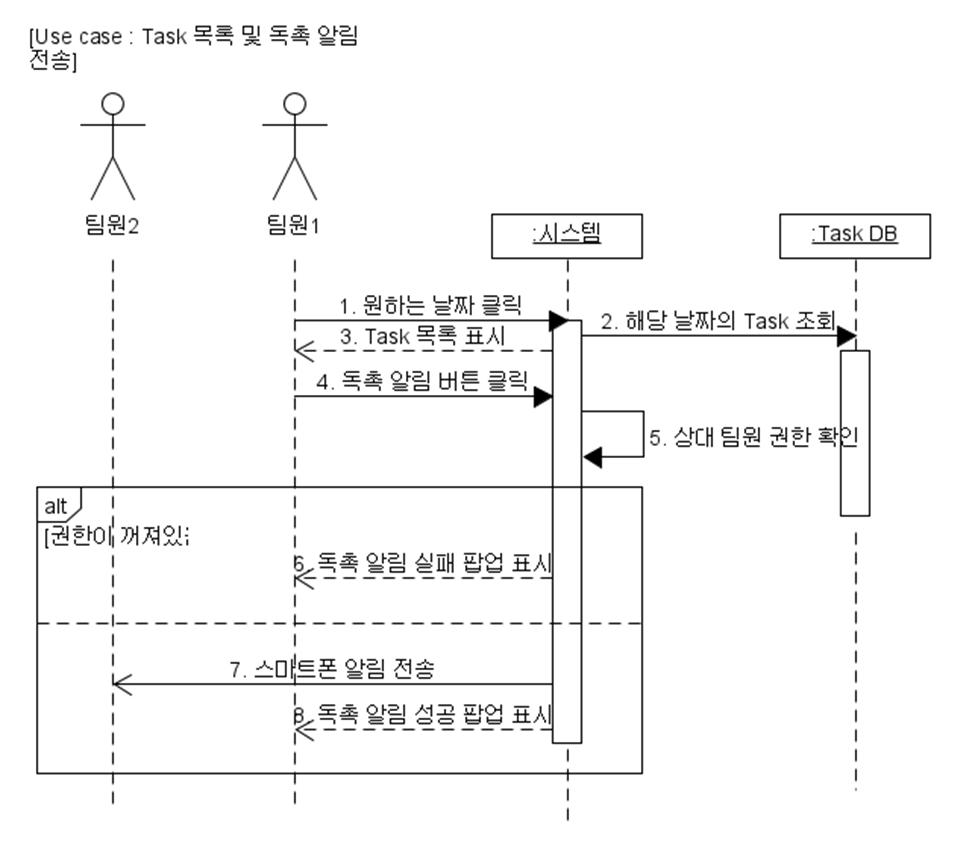 [Use case : Task 목록 및 독촉 알림
전송]
팀원2
팀원1
:시스템
:Task DB
1. 원하는 날짜 클릭
2. 해당 날짜의 Task 조회
3. Task 목록 표시
4. 독촉 알림 버튼 클릭
5. 상대 팀원 권한 확인
alt
[권한이 꺼져있
6. 독촉 알림 실패 팝업 표시
7. 스마트폰 알림 전송
8. 독촉 알림 성공 팝업 표시